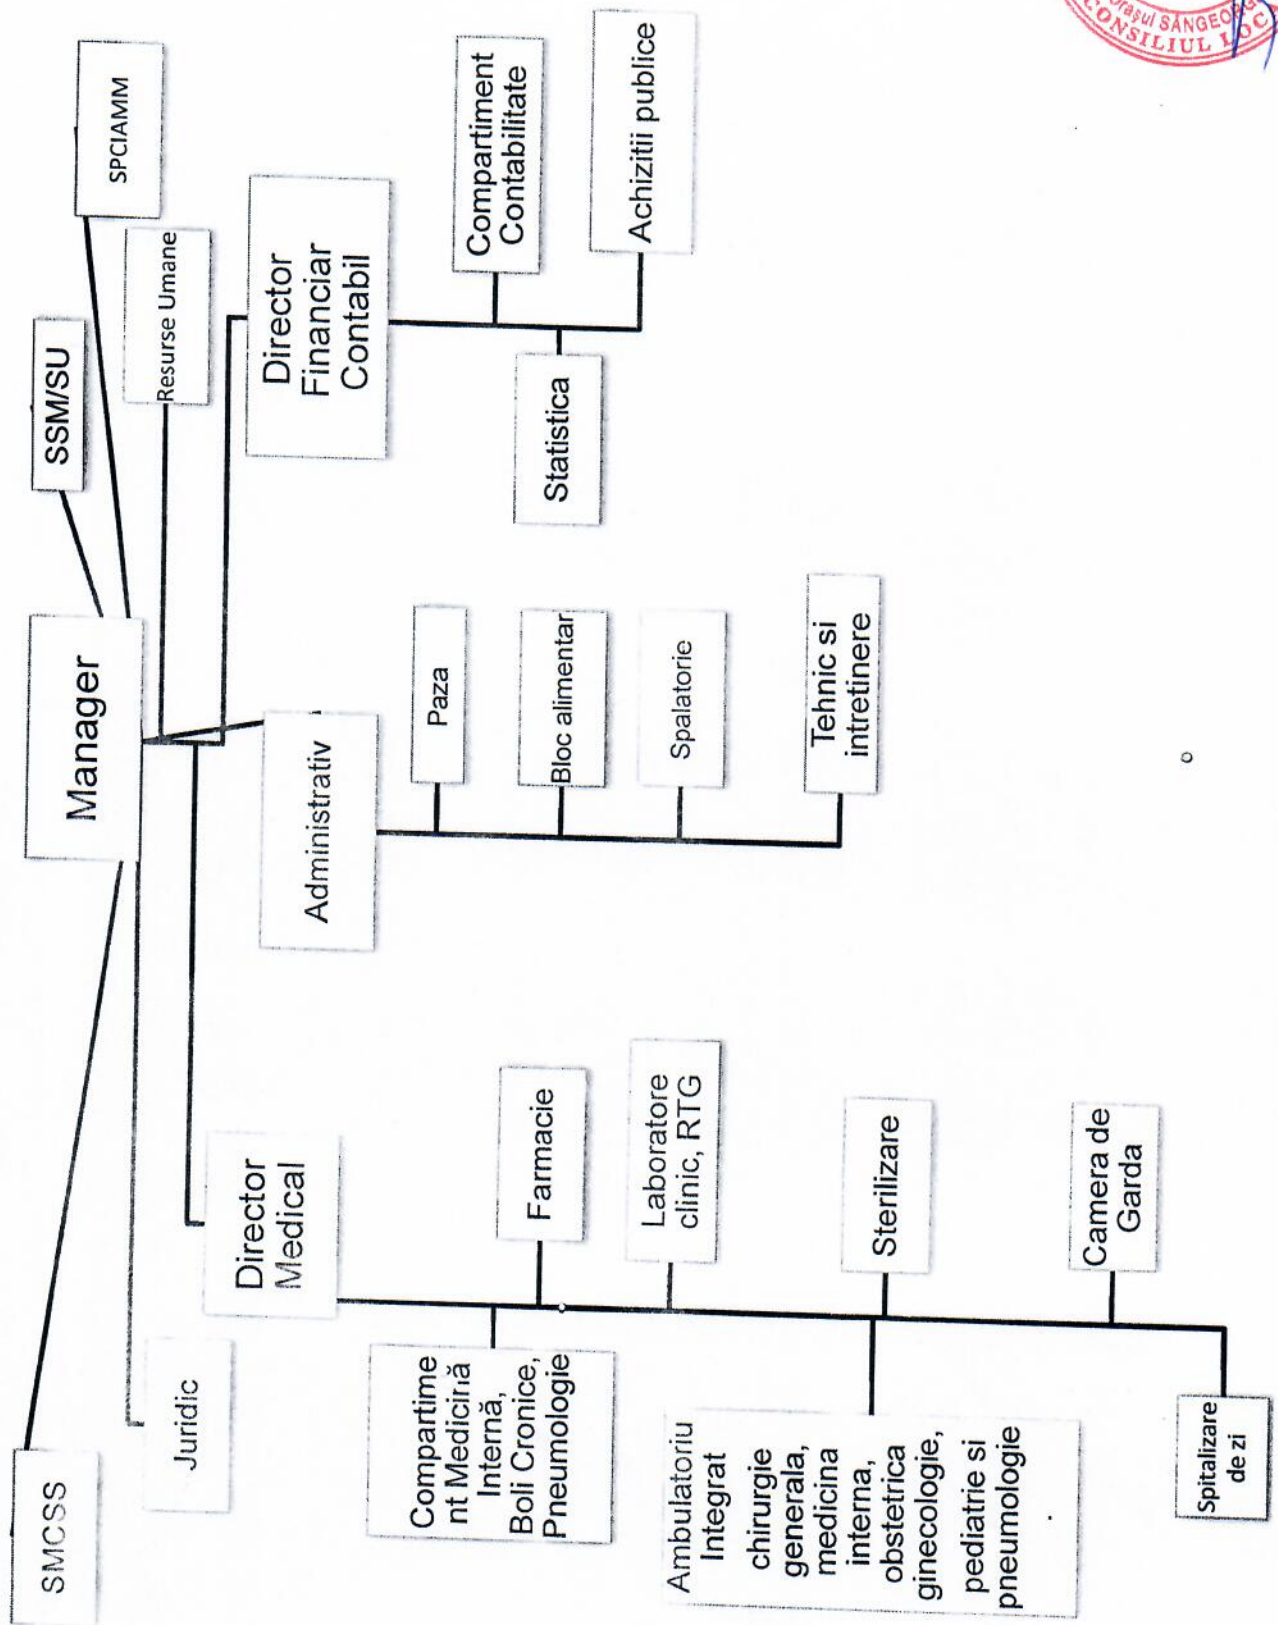 Orașul SÂNGEORG
CONSILIUL LOC
SMCSS
Manager
SSM/SU
SPCIAMM
Juridic
Resurse Umane
Director
Medical
Administrativ
Director
Financiar
Contabil
Compartime
nt Medicină
Internă,
Boli Cronice,
Pneumologie
Farmacie
Laboratore
clinic, RTG
Ambulatoriu
Integrat
chirurgie
generala,
medicina
interna,
obstetrica
ginecologie,
pediatrie si
pneumologie
Sterilizare
Camera de
Garda
Spitalizare
de zi
Paza
Bloc alimentar
Spalatorie
Tehnic si
intretinere
Compartiment
Contabilitate
Statistica
Achizitii publice